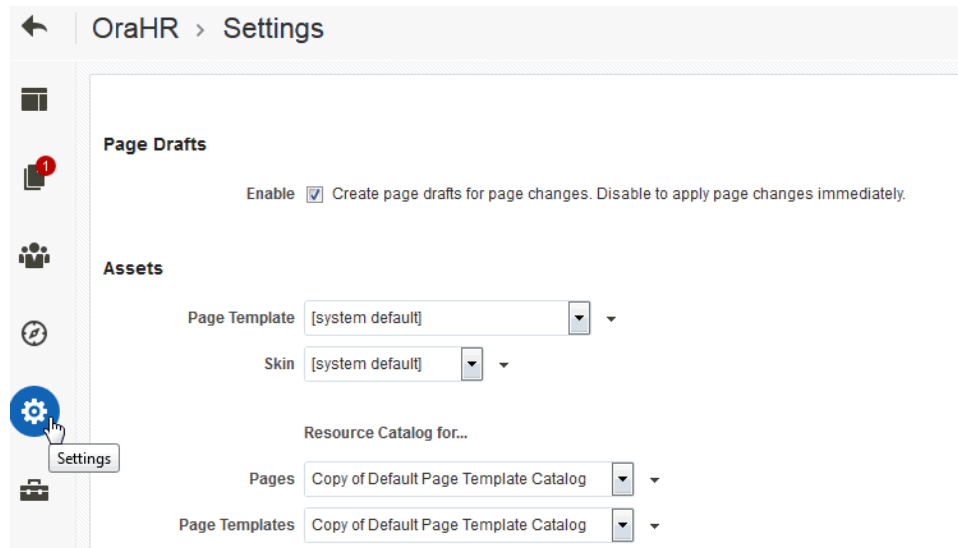 OraHR > Settings
Page Drafts
1
Enable Create page drafts for page changes. Disable to apply page changes immediately.
Assets
Page Template [system default]
Skin [system default]
Resource Catalog for...
Settings
Pages Copy of Default Page Template Catalog
Page Templates Copy of Default Page Template Catalog